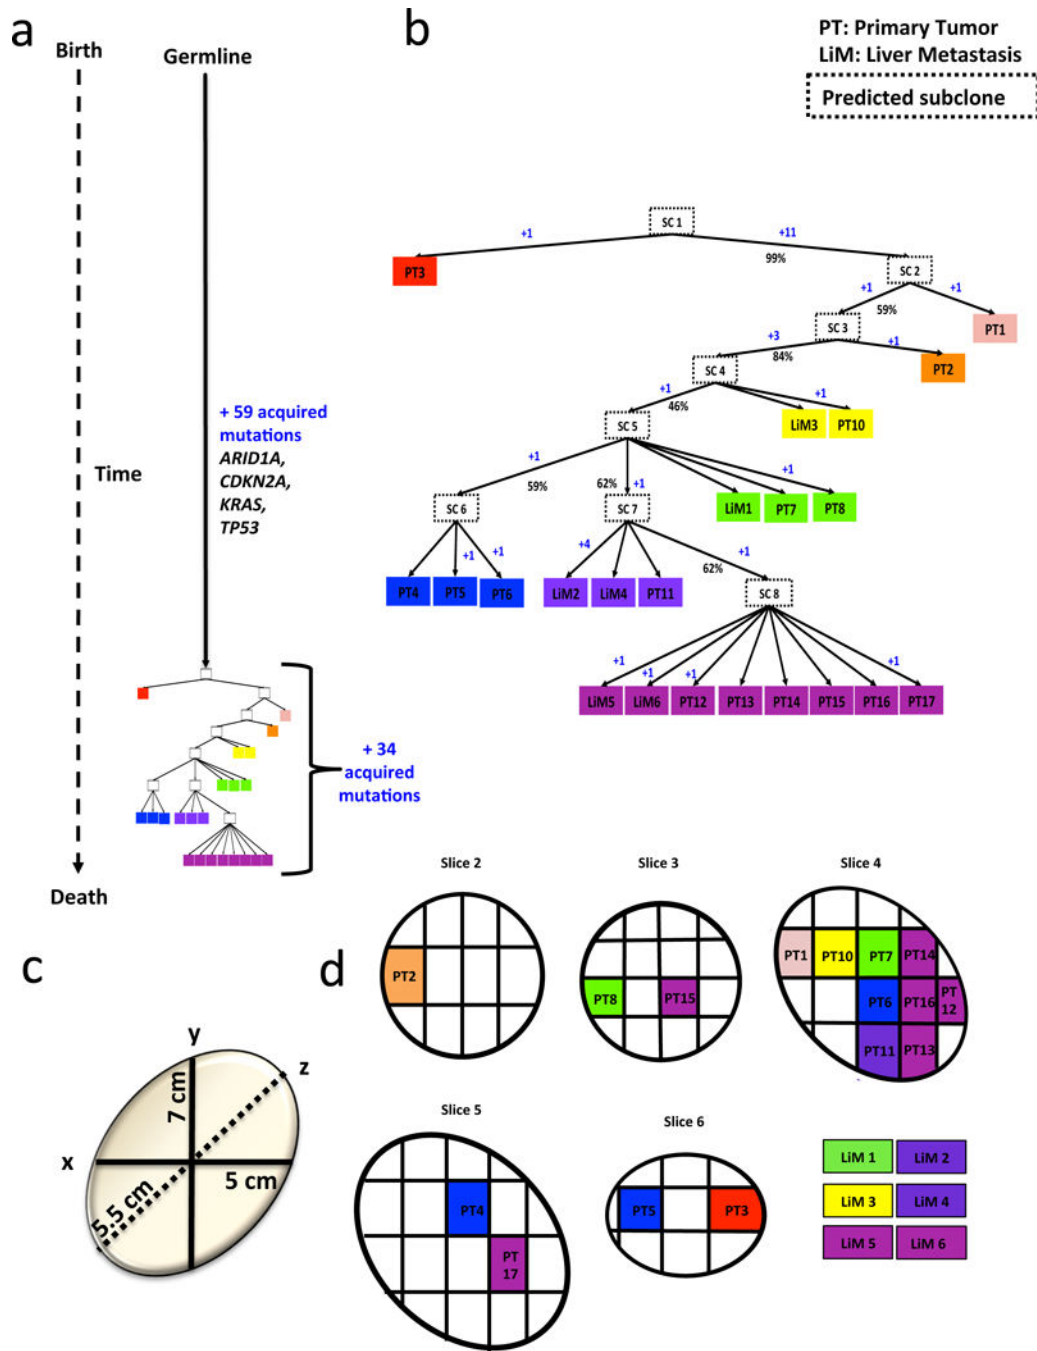 a
Birth
Germline
+ 59 acquired
mutations
ARID1A,
CDKN2A,
KRAS,
TP53
Time
+ 34
acquired
mutations
Death
b
PT: Primary Tumor
LiM: Liver Metastasis
Predicted subclone
SC 1
+1
+11
99%
PT3
SC 2
+1
+1
59%
SC 3
PT1
+3
+1
84%
SC 4
PT2
+1
+1
46%
SC 5
LiM3
PT10
+1
+1
59%
62%
+1
SC 6
SC 7
LiM1
PT7
PT8
+1
+1
+4
+1
62%
PT4
PT5
PT6
LiM2
LiM4
PT11
SC 8
+1
+1
+1
+1
LiM5
LiM6
PT12
PT13
PT14
PT15
PT16
PT17
c
y
z
x
7 cm
5 cm
5.5 cm
d
Slice 2
PT2
Slice 3
PT8
PT15
Slice 4
PT1
PT10
PT7
PT14
PT6
PT16
PT
12
PT11
PT13
Slice 5
PT4
PT
17
Slice 6
PT5
PT3
LiM 1
LiM 2
LiM 3
LiM 4
LiM 5
LiM 6